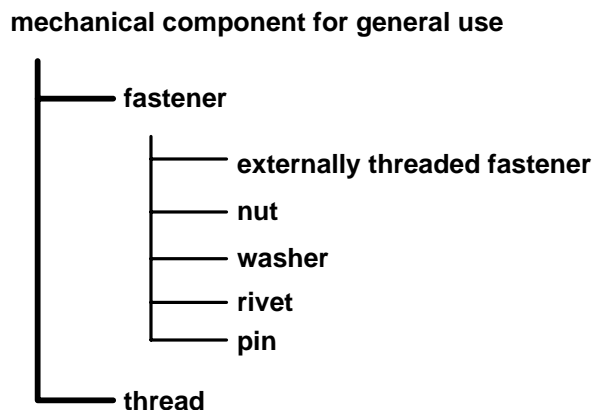 mechanical component for general use
fastener
externally threaded fastener
nut
washer
rivet
pin
thread